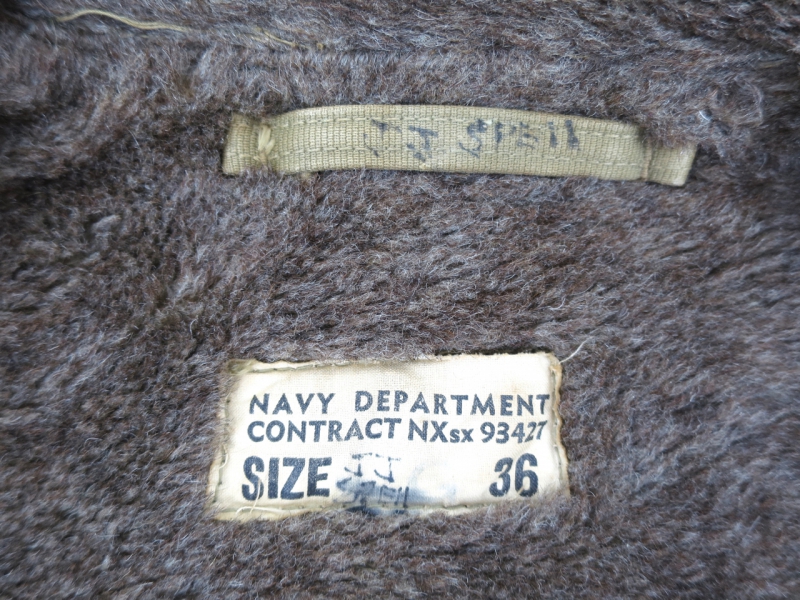 NAVY DEPARTMENT
CONTRACT NXsx 93427
SIZE 36